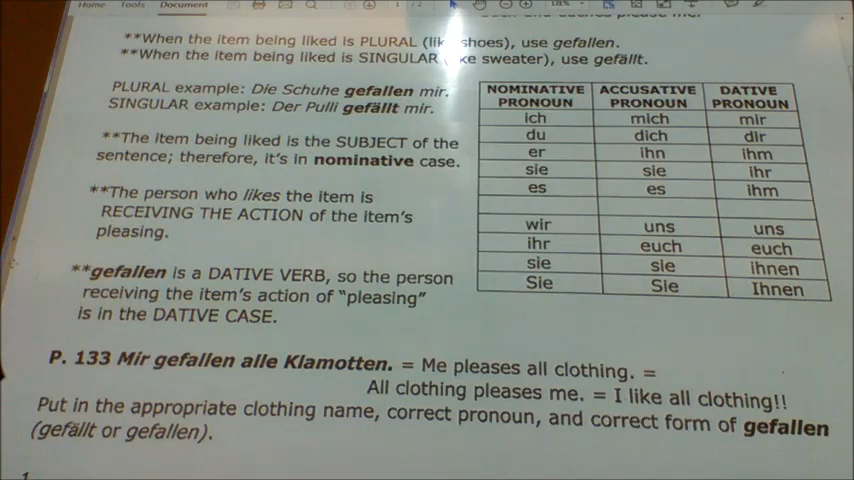 Home Tools Document
please me!
**When the item being liked is PLURAL (lik shoes), use gefallen.
**When the item being liked is SINGULAR ke sweater), use gefällt.
PLURAL example: Die Schuhe gefallen mir.
SINGULAR example: Der Pulli gefällt mir.
**The item being liked is the SUBJECT of the
sentence; therefore, it's in nominative case.
**The person who likes the item is
RECEIVING THE ACTION of the item's
pleasing.
**gefallen is a DATIVE VERB, so the person
receiving the item's action of "pleasing"
is in the DATIVE CASE.
NOMINATIVE PRONOUN ACCUSATIVE PRONOUN DATIVE PRONOUN
ich mich mir
du dich dir
er ihn ihm
sie sie ihr
es es ihm
wir uns uns
ihr euch euch
sie sie ihnen
Sie Sie Ihnen
P. 133 Mir gefallen alle Klamotten. = Me pleases all clothing. =
All clothing pleases me. = I like all clothing!!
Put in the appropriate clothing name, correct pronoun, and correct form of gefallen
(gefällt or gefallen).
1